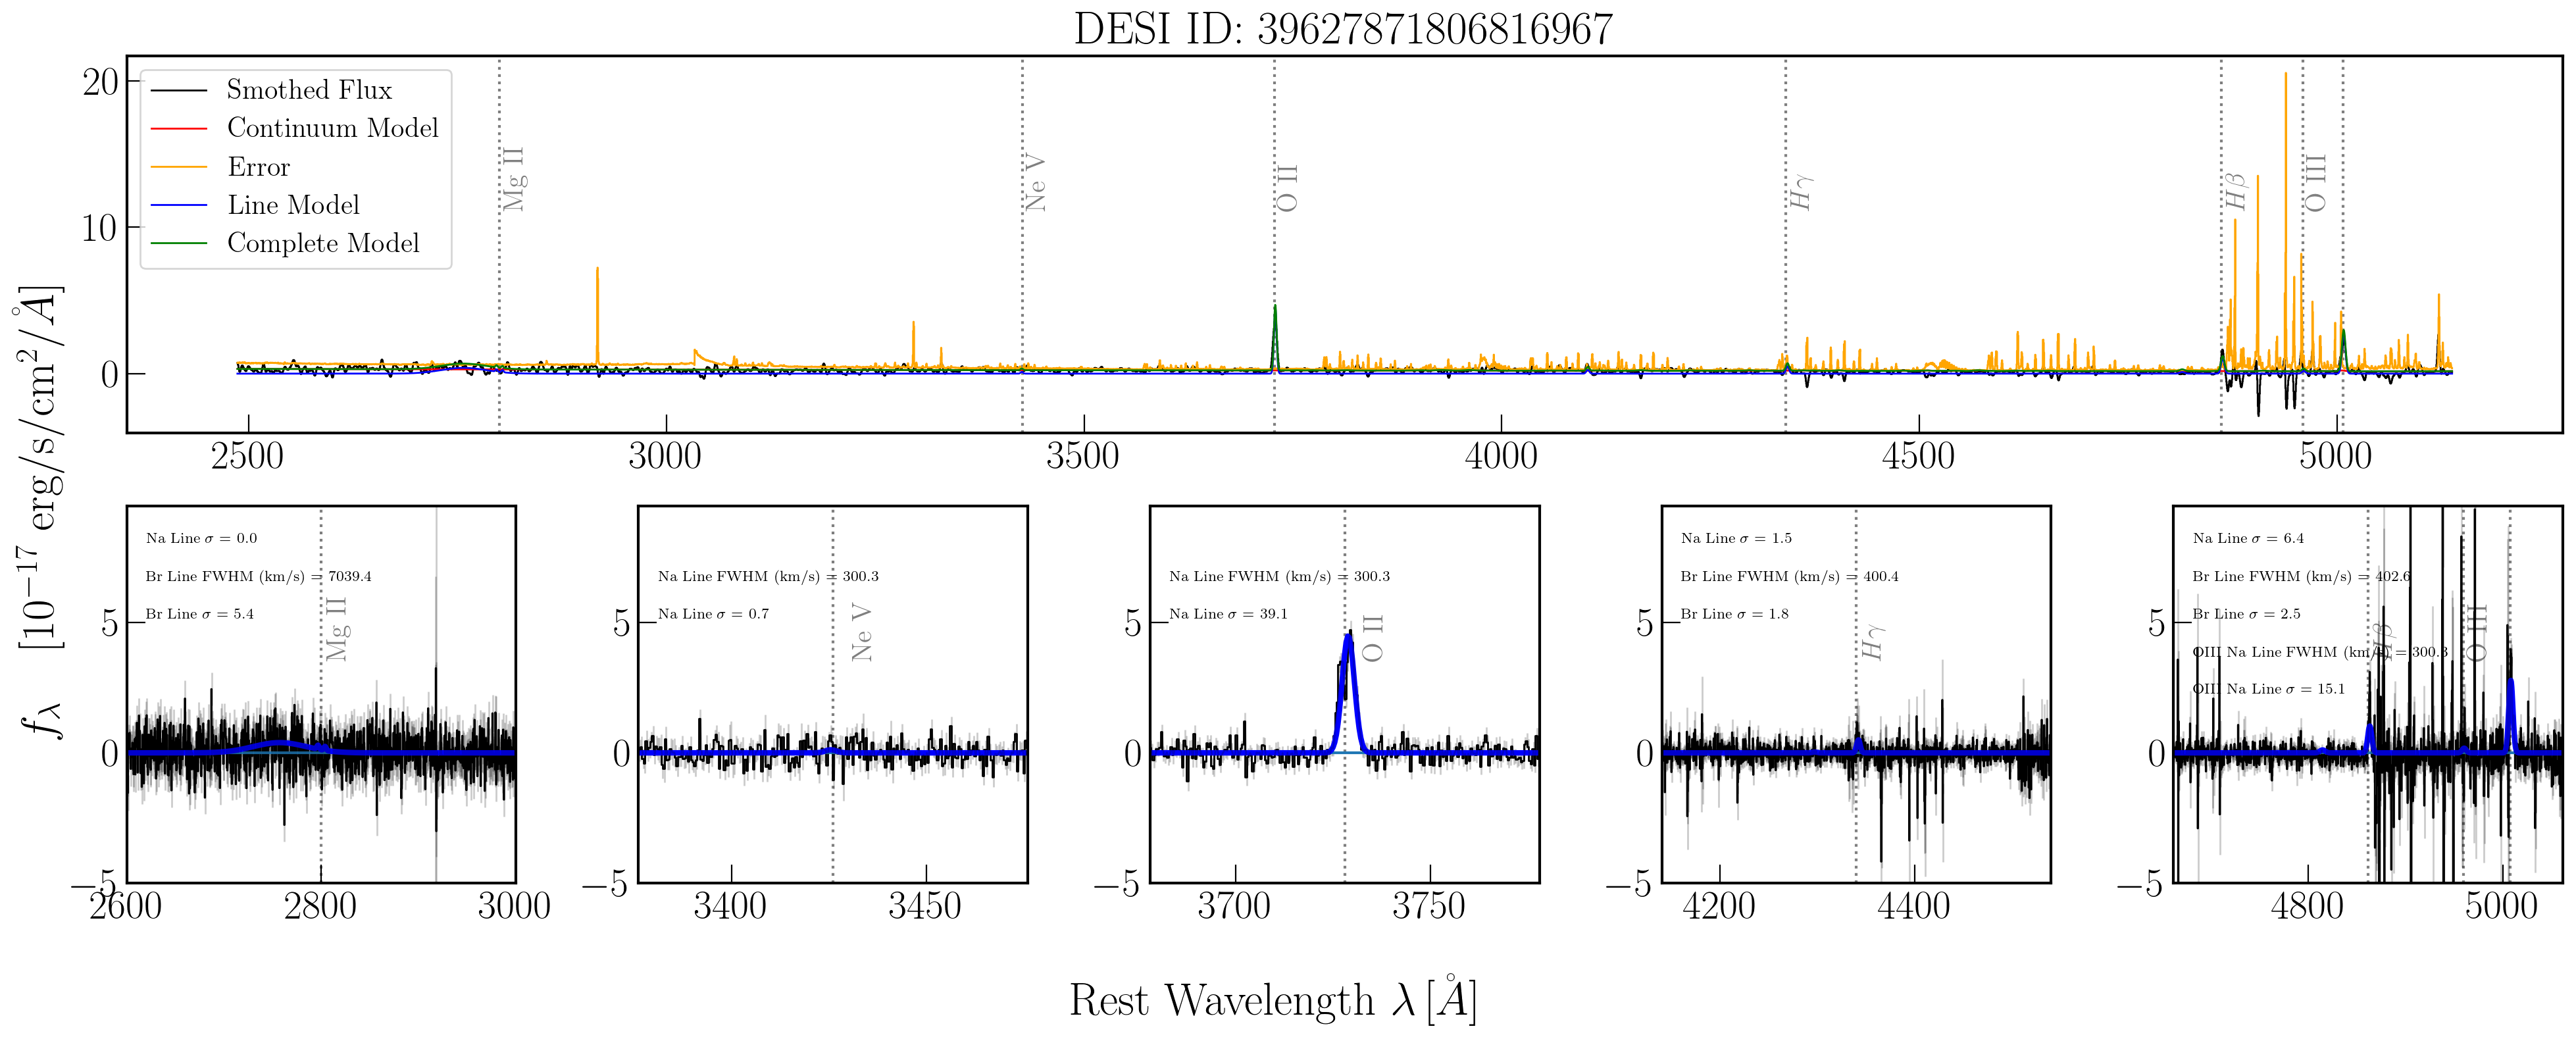 DESI ID: 39627871806816967
Smothed Flux
Continuum Model
Error
Line Model
Complete Model
20
10
0
Mg II
Ne V
O II
Hγ
Hβ
O III
2500 3000 3500 4000 4500 5000
f_λ [10^{-17} erg/s/cm^2/Å]
Na Line σ = 0.0
Br Line FWHM (km/s) = 7039.4
Br Line σ = 5.4
Mg II
5
0
−5
2600 2800 3000
Na Line FWHM (km/s) = 300.3
Na Line σ = 0.7
Ne V
5
0
−5
3400 3450
Na Line FWHM (km/s) = 300.3
Na Line σ = 39.1
O II
5
0
−5
3700 3750
Na Line σ = 1.5
Br Line FWHM (km/s) = 400.4
Br Line σ = 1.8
Hγ
5
0
−5
4200 4400
Na Line σ = 6.4
Br Line FWHM (km/s) = 402.6
Br Line σ = 2.5
OIII Na Line FWHM (km/s) = 300.3
OIII Na Line σ = 15.1
Hβ
O III
5
0
−5
4800 5000
Rest Wavelength λ [Å]